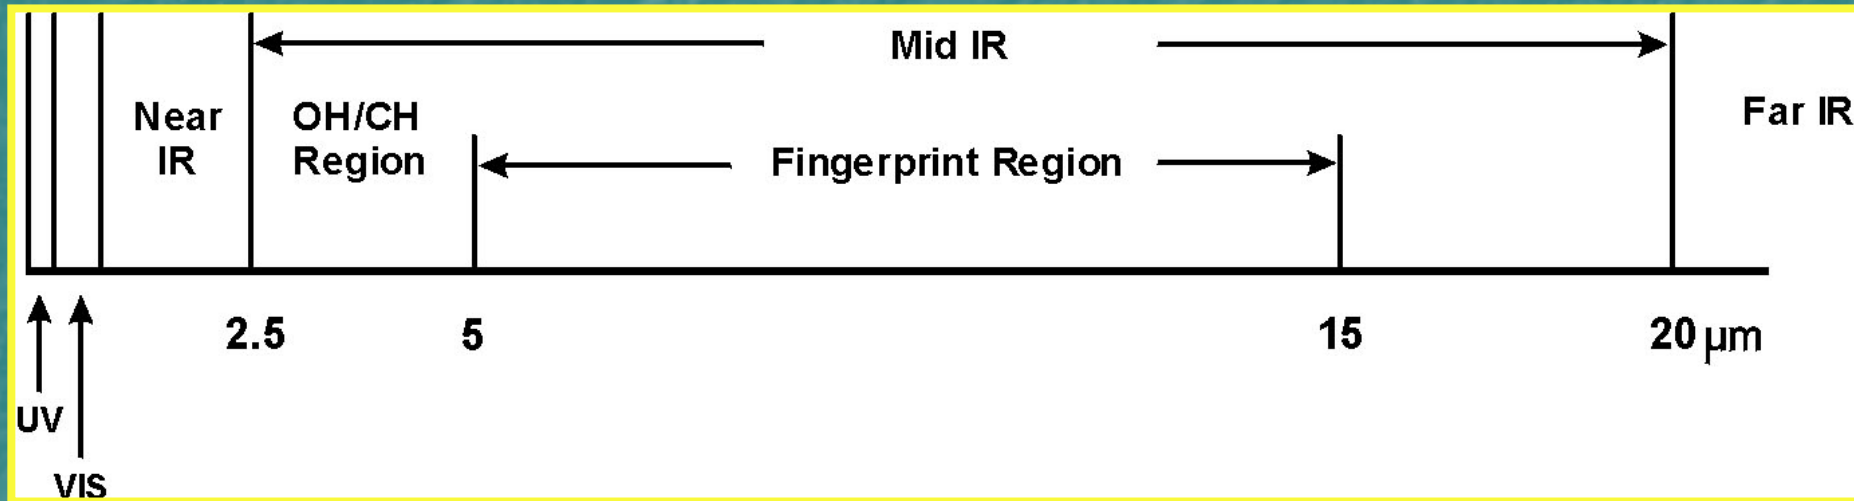 Mid IR
Near
IR
OH/CH
Region
Far IR
Fingerprint Region
2.5
5
15
20 µm
UV
VIS